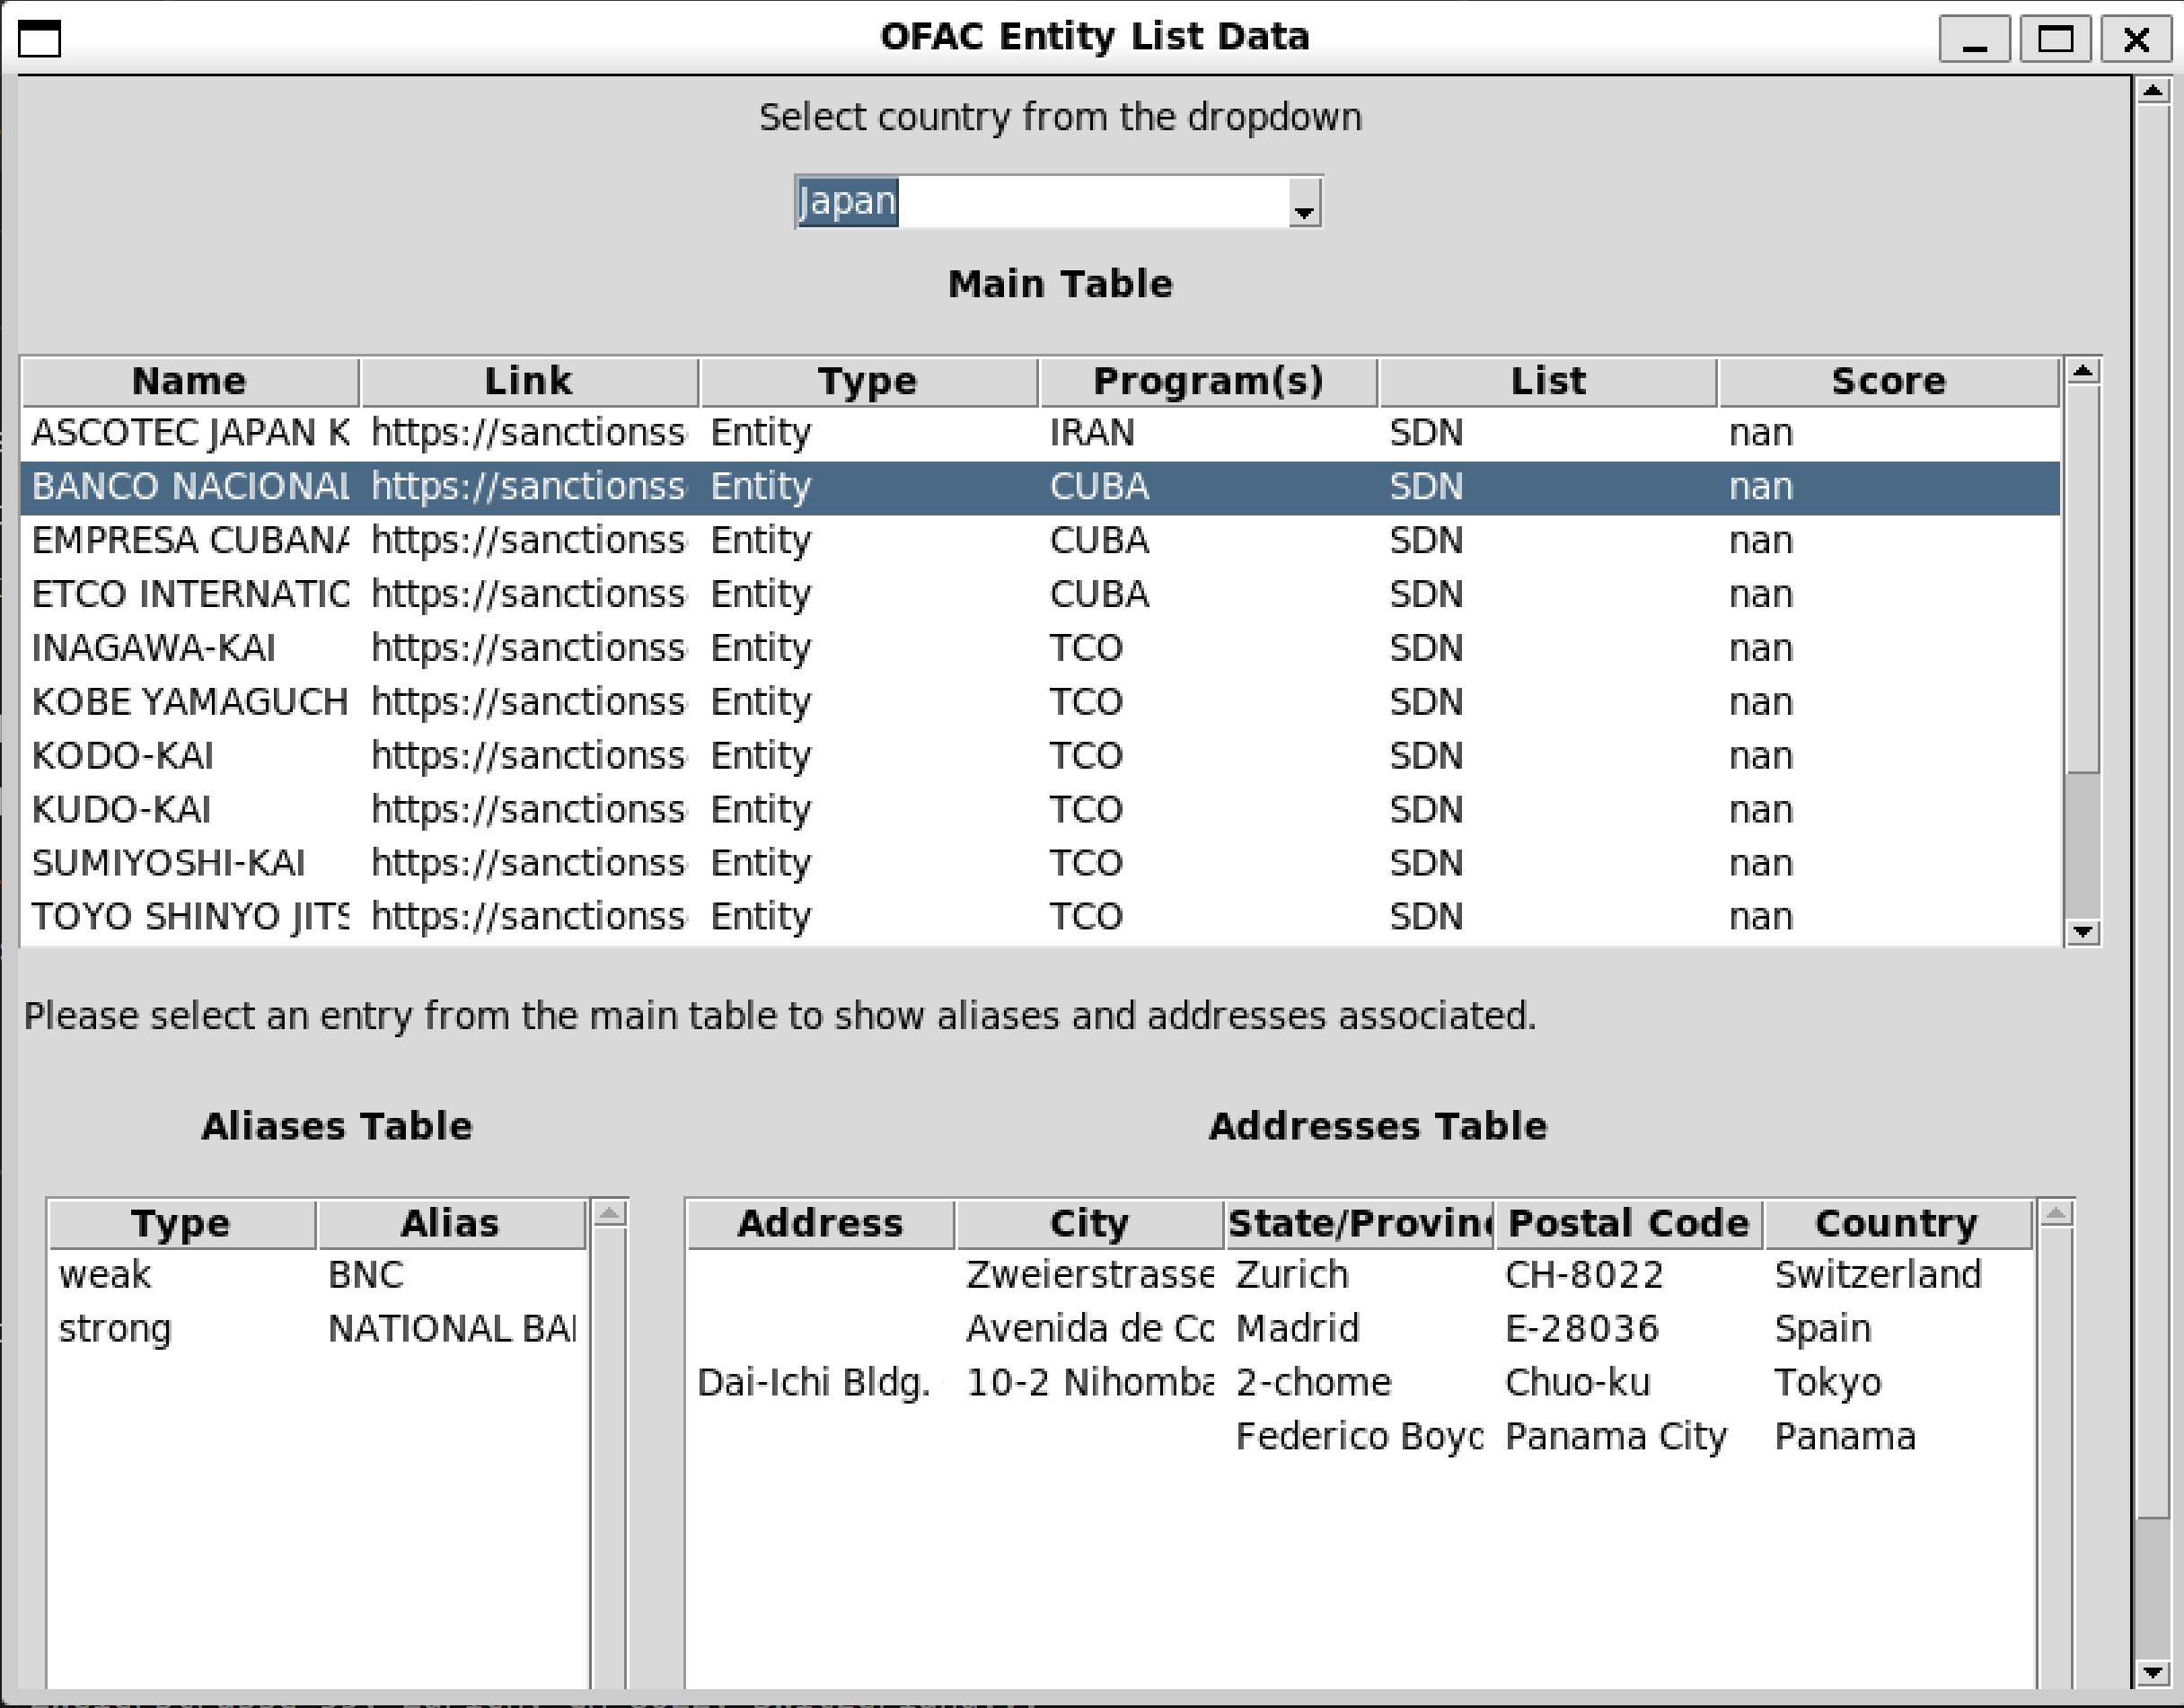 OFAC Entity List Data
Select country from the dropdown
Japan
Main Table
Name Link Type Program(s) List Score
ASCOTEC JAPAN K https://sanctionss Entity IRAN SDN nan
BANCO NACIONAL https://sanctionss Entity CUBA SDN nan
EMPRESA CUBANA https://sanctionss Entity CUBA SDN nan
ETCO INTERNATIO https://sanctionss Entity CUBA SDN nan
INAGAWA-KAI https://sanctionss Entity TCO SDN nan
KOBE YAMAGUCH https://sanctionss Entity TCO SDN nan
KODO-KAI https://sanctionss Entity TCO SDN nan
KUDO-KAI https://sanctionss Entity TCO SDN nan
SUMIYOSHI-KAI https://sanctionss Entity TCO SDN nan
TOYO SHINYO JITS https://sanctionss Entity TCO SDN nan
Please select an entry from the main table to show aliases and addresses associated.
Aliases Table Addresses Table
Type Alias Address City State/Provinc Postal Code Country
weak BNC Zweierstrasse Zurich CH-8022 Switzerland
strong NATIONAL BAI Avenida de Co Madrid E-28036 Spain
Dai-Ichi Bldg. 10-2 Nihomba 2-chome Chuo-ku Tokyo
Federico Boyd Panama City Panama